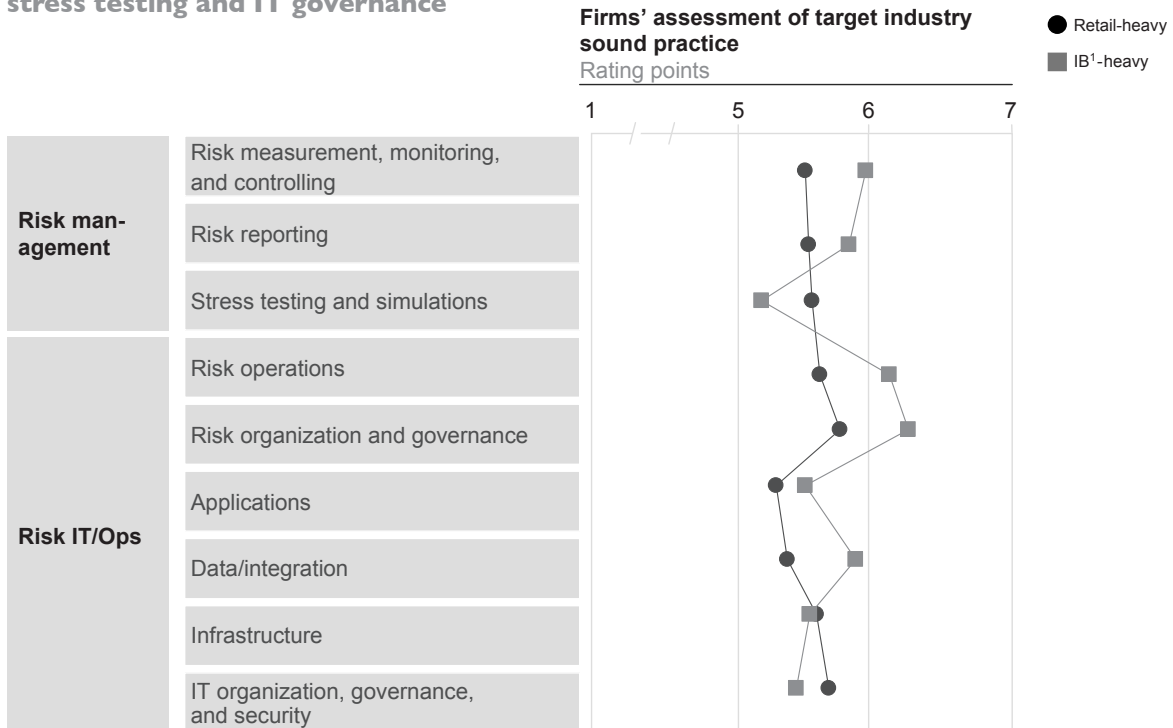 stress testing and IT governance
Firms’ assessment of target industry
sound practice
Rating points
Retail-heavy
IB1-heavy
1 5 6 7
Risk man-
agement
Risk measurement, monitoring,
and controlling
Risk reporting
Stress testing and simulations
Risk IT/Ops
Risk operations
Risk organization and governance
Applications
Data/integration
Infrastructure
IT organization, governance,
and security